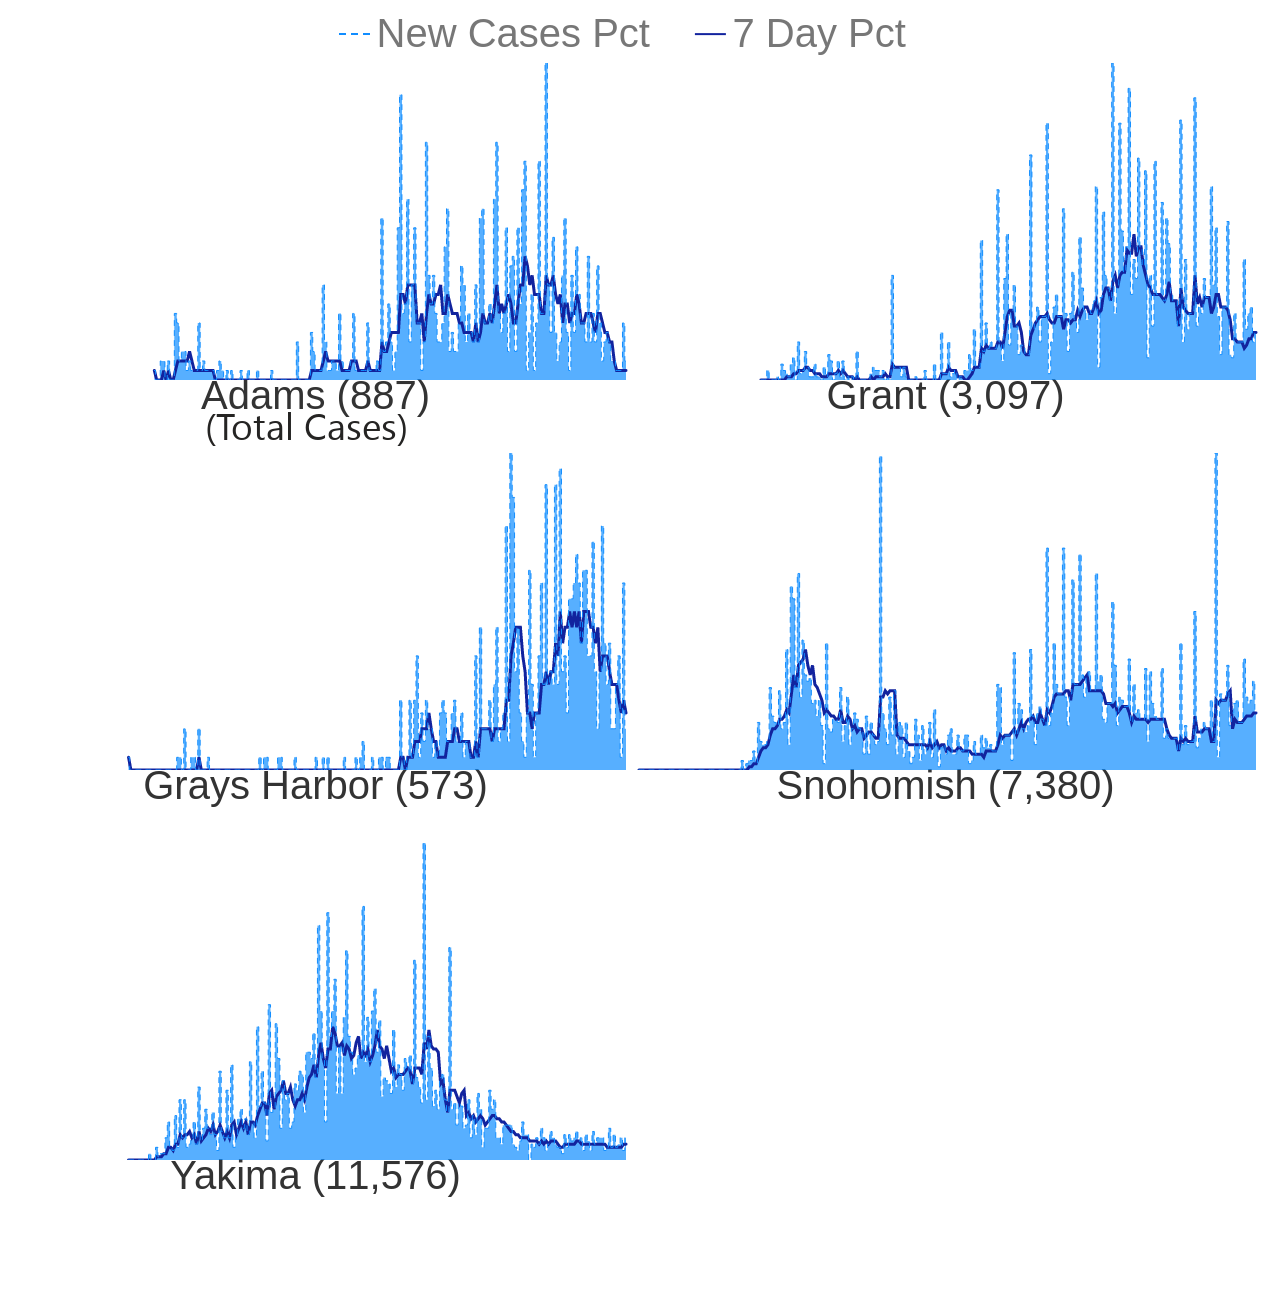 New Cases Pct 7 Day Pct
Adams (887) Grant (3,097)
(Total Cases)
Grays Harbor (573) Snohomish (7,380)
Yakima (11,576)